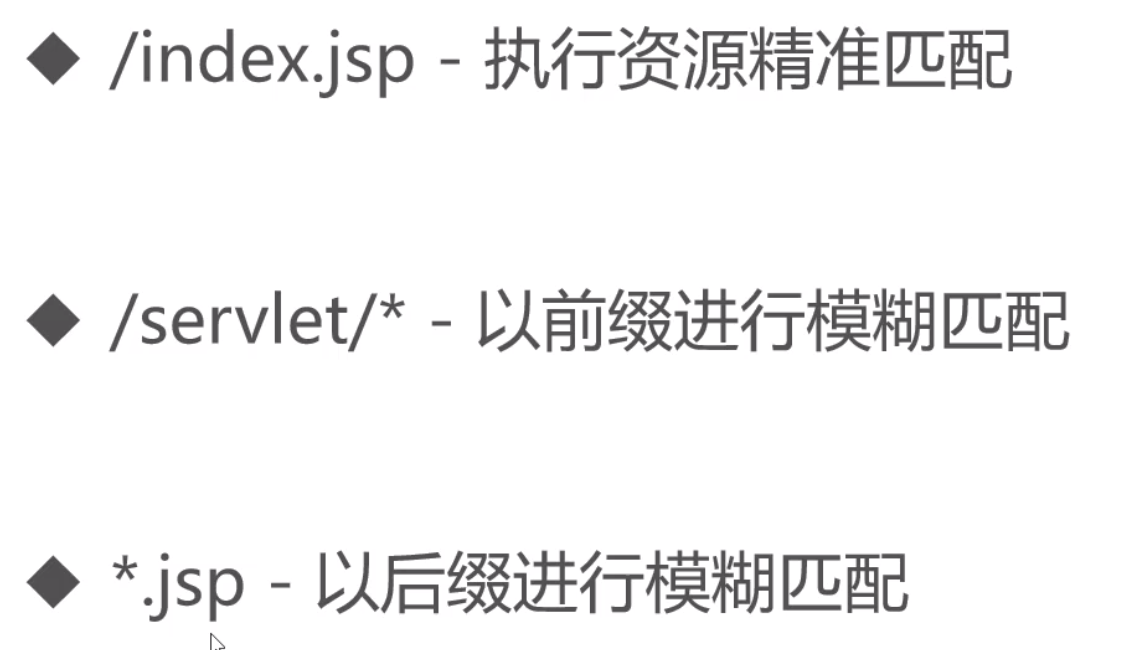 ◆ /index.jsp - 执行资源精准匹配
◆ /servlet/* - 以前缀进行模糊匹配
◆ *.jsp - 以后缀进行模糊匹配